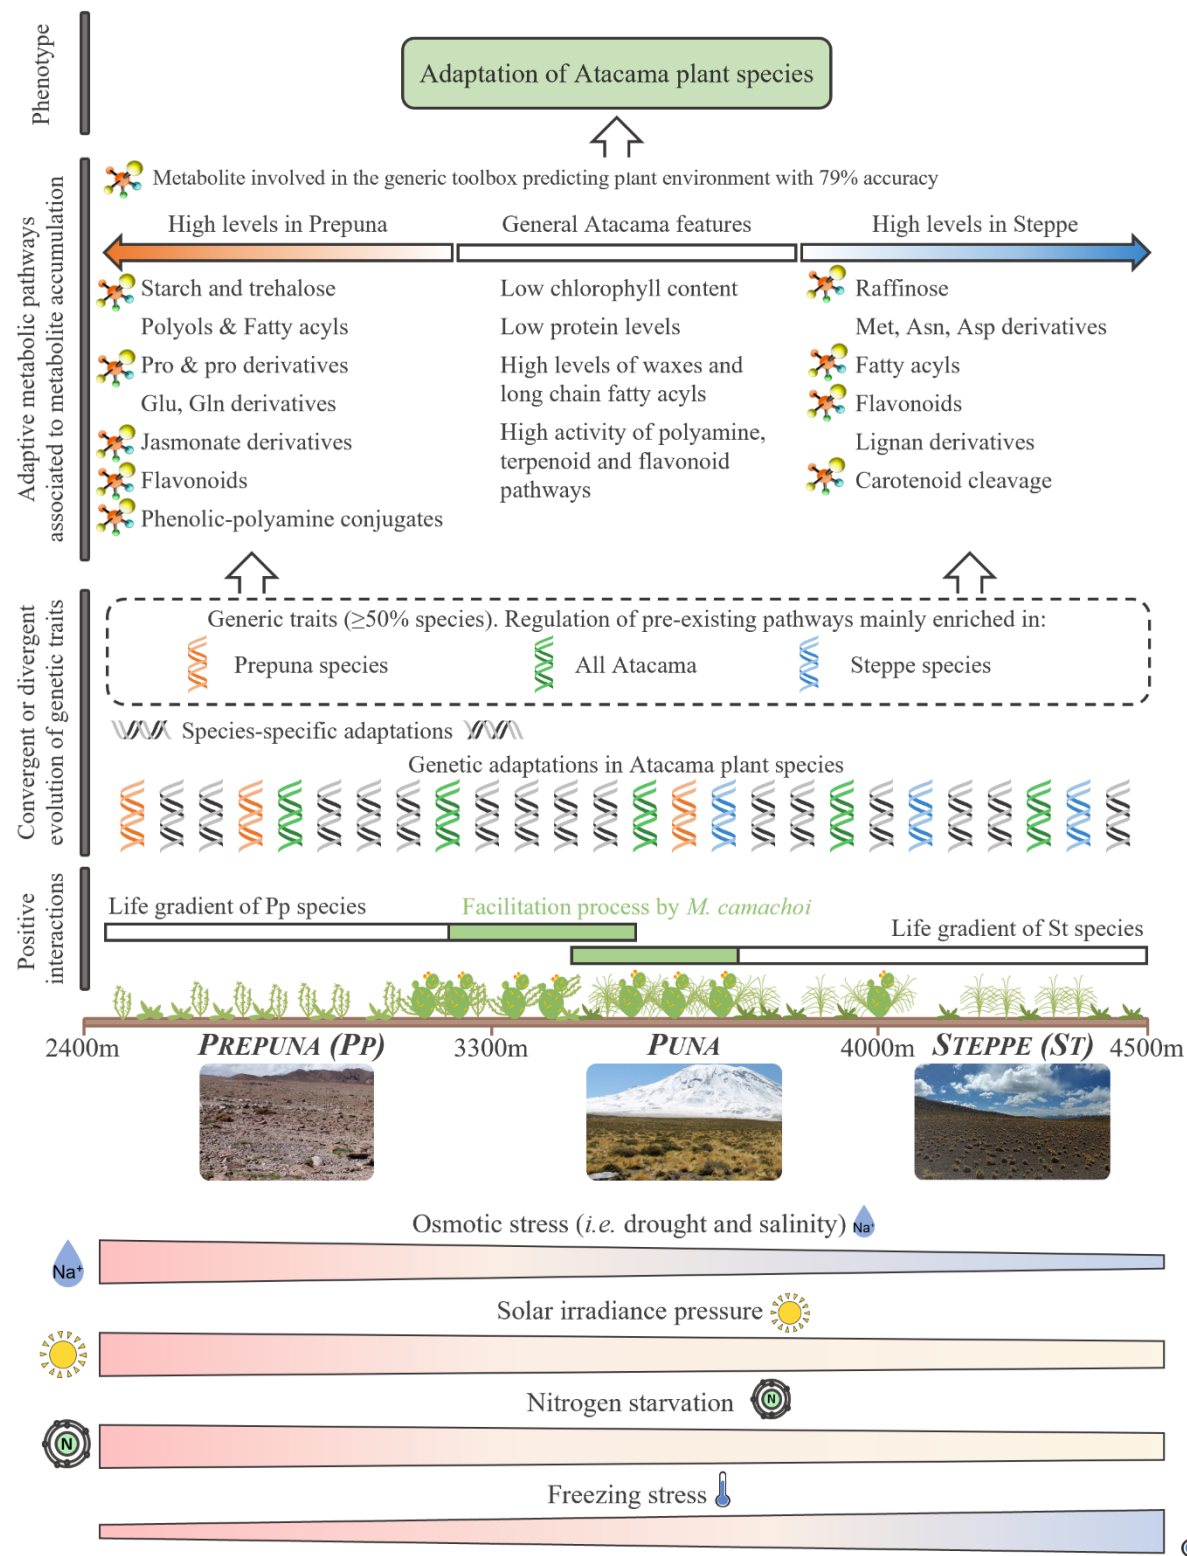 Phenotype
Adaptation of Atacama plant species
Adaptive metabolic pathways
associated to metabolite accumulation
Metabolite involved in the generic toolbox predicting plant environment with 79% accuracy
High levels in Prepuna
General Atacama features
High levels in Steppe
Starch and trehalose
Polyols & Fatty acyls
Pro & pro derivatives
Glu, Gln derivatives
Jasmonate derivatives
Flavonoids
Phenolic-polyamine conjugates
Low chlorophyll content
Low protein levels
High levels of waxes and
long chain fatty acyls
High activity of polyamine,
terpenoid and flavonoid
pathways
Raffinose
Met, Asn, Asp derivatives
Fatty acyls
Flavonoids
Lignan derivatives
Carotenoid cleavage
Convergent or divergent
evolution of genetic traits
Generic traits (≥50% species). Regulation of pre-existing pathways mainly enriched in:
Prepuna species
All Atacama
Steppe species
Species-specific adaptations
Genetic adaptations in Atacama plant species
Positive
interactions
Life gradient of Pp species
Facilitation process by M. camachoi
Life gradient of St species
2400m
PREPUNA (PP)
3300m
PUNA
4000m
STEPPE (ST)
4500m
Osmotic stress (i.e. drought and salinity)
Na+
Na+
Solar irradiance pressure
Nitrogen starvation
N
N
Freezing stress